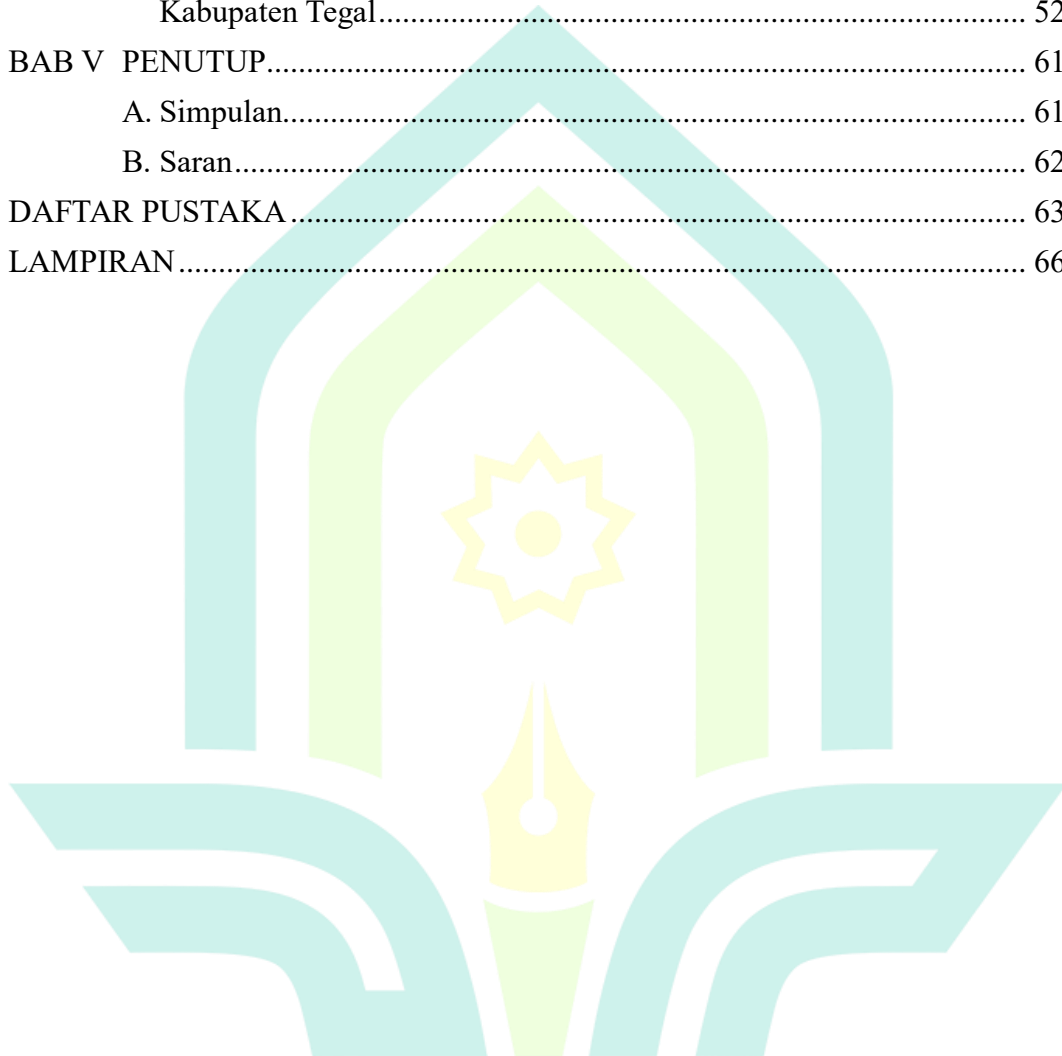 Kabupaten Tegal.......................................................................................... 52
BAB V PENUTUP............................................................................................... 61
A. Simpulan............................................................................................. 61
B. Saran................................................................................................... 62
DAFTAR PUSTAKA............................................................................................ 63
LAMPIRAN.......................................................................................................... 66